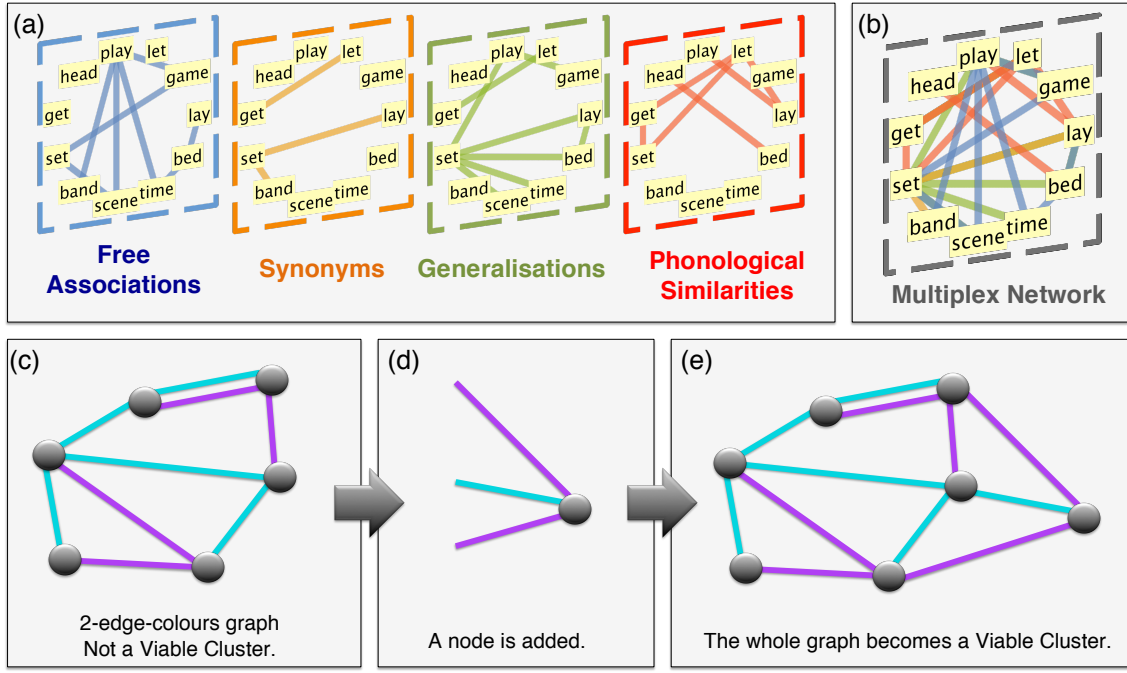 (a)
play
let
head
game
get
lay
set
bed
band
time
scene
Free
Associations
play
let
head
game
get
lay
set
bed
band
time
scene
Synonyms
play
let
head
game
get
lay
set
bed
band
time
scene
Generalisations
play
let
head
game
get
lay
set
bed
band
time
scene
Phonological
Similarities
(b)
play
let
head
game
get
lay
set
bed
band
time
scene
Multiplex Network
(c)
2-edge-colours graph
Not a Viable Cluster.
(d)
A node is added.
(e)
The whole graph becomes a Viable Cluster.